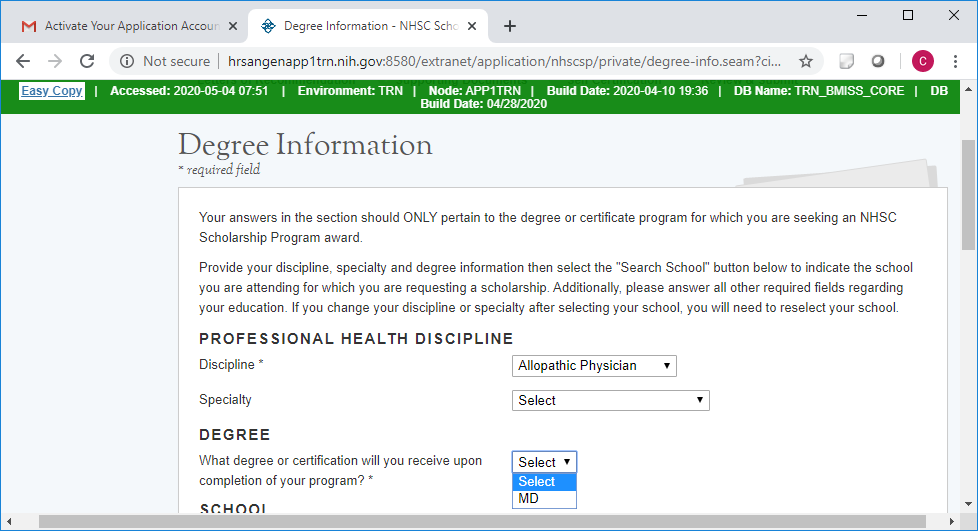 Activate Your Application Accoun
Degree Information - NHSC Scho
Not secure | hrsangenapp1trn.nih.gov:8580/extranet/application/nhscsp/private/degree-info.seam?ci...
C
Easy Copy | Accessed: 2020-05-04 07:51 | Environment: TRN | Node: APP1TRN | Build Date: 2020-04-10 19:36 | DB Name: TRN_BMISS_CORE | DB
Build Date: 04/28/2020
Degree Information
* required field
Your answers in the section should ONLY pertain to the degree or certificate program for which you are seeking an NHSC
Scholarship Program award.
Provide your discipline, specialty and degree information then select the "Search School" button below to indicate the school
you are attending for which you are requesting a scholarship. Additionally, please answer all other required fields regarding
your education. If you change your discipline or specialty after selecting your school, you will need to reselect your school.
PROFESSIONAL HEALTH DISCIPLINE
Discipline * Allopathic Physician
Specialty Select
DEGREE
What degree or certification will you receive upon Select
completion of your program? * Select
MD
SCHOOL